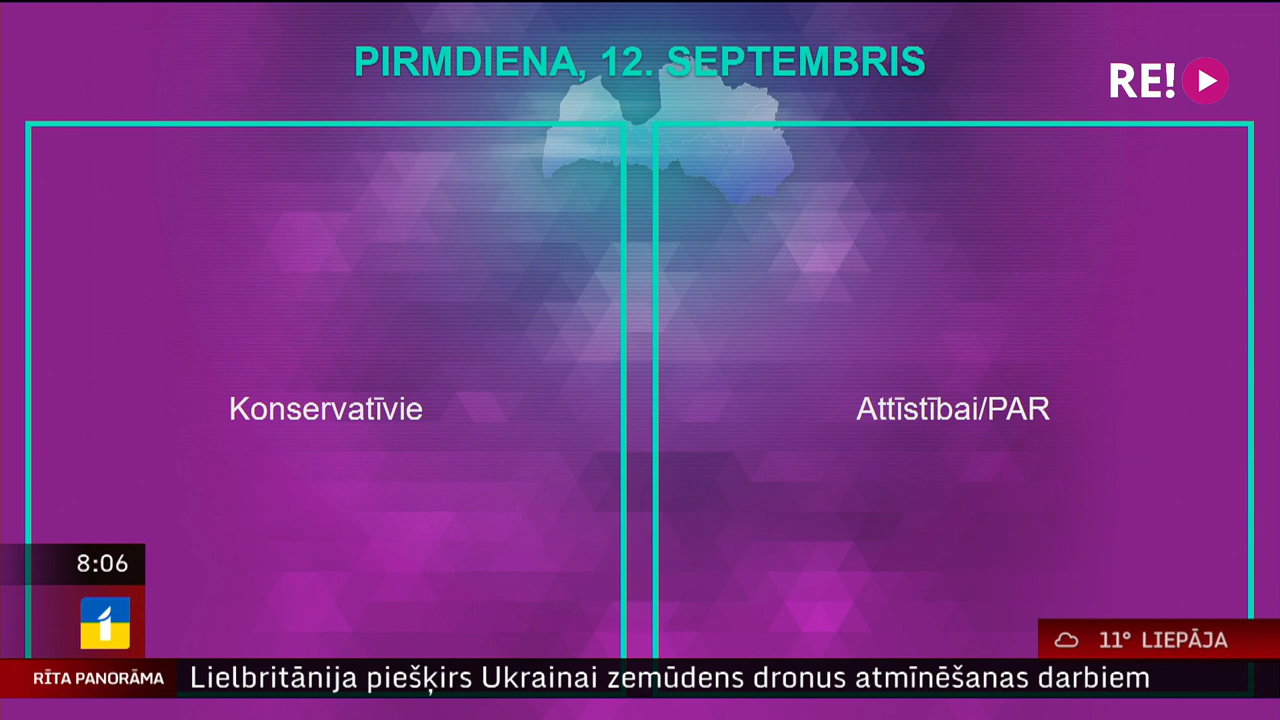 PIRMDIENA, 12. SEPTEMBRIS
RE!
Konservatīvie
Attīstībai/PAR
8:06
1
11° LIEPĀJA
RĪTA PANORĀMA
Lielbritānija piešķirs Ukrainai zemūdens dronus atmīnēšanas darbiem